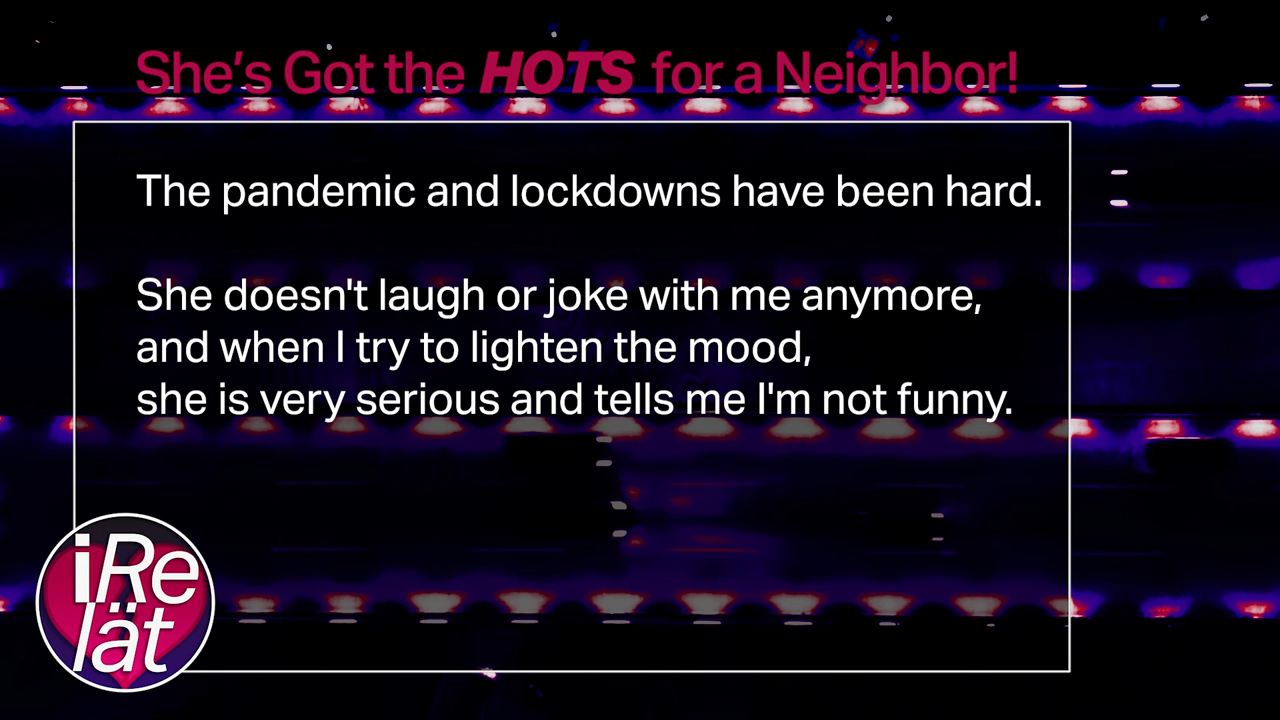 She's Got the HOTS for a Neighbor!
The pandemic and lockdowns have been hard.
She doesn't laugh or joke with me anymore,
and when I try to lighten the mood,
she is very serious and tells me I'm not funny.
iRe
lät